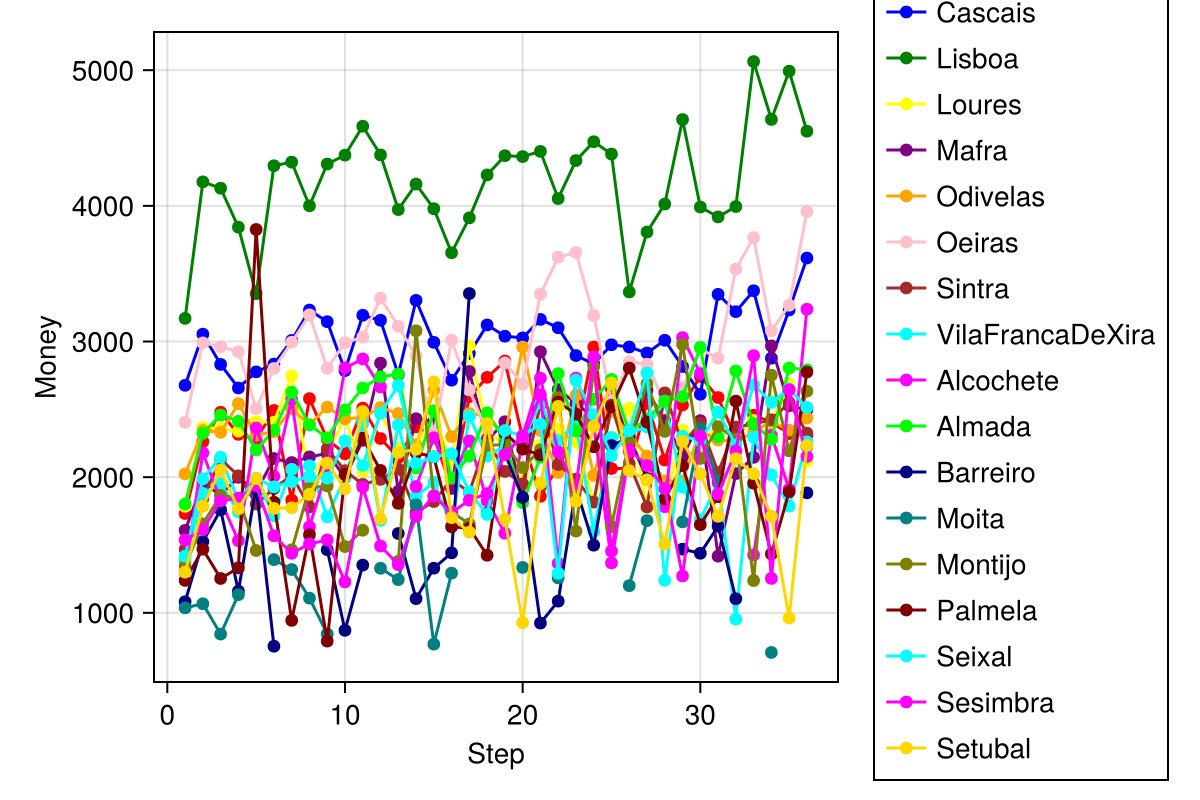 Money
5000
4000
3000
2000
1000
0
10
20
30
Step
Cascais
Lisboa
Loures
Mafra
Odivelas
Oeiras
Sintra
VilaFrancaDeXira
Alcochete
Almada
Barreiro
Moita
Montijo
Palmela
Seixal
Sesimbra
Setubal